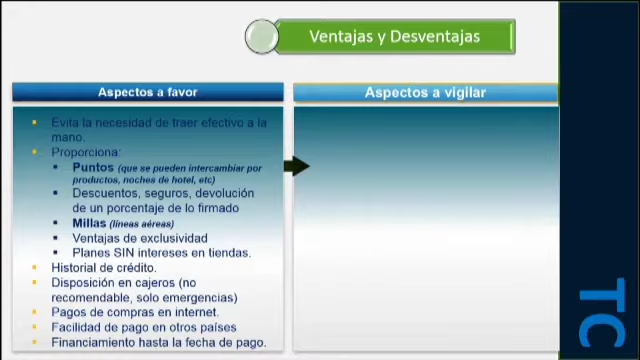 Ventajas y Desventajas
Aspectos a favor
Evita la necesidad de traer efectivo a la
mano.
Proporciona:
Puntos (que se pueden intercambiar por
productos, noches de hotel, etc)
Descuentos, seguros, devolución
de un porcentaje de lo firmado
Millas (líneas aéreas)
Ventajas de exclusividad
Planes SIN intereses en tiendas.
Historial de crédito.
Disposición en cajeros (no
recomendable, solo emergencias)
Pagos de compras en internet.
Facilidad de pago en otros países
Financiamiento hasta la fecha de pago.
Aspectos a vigilar
TC